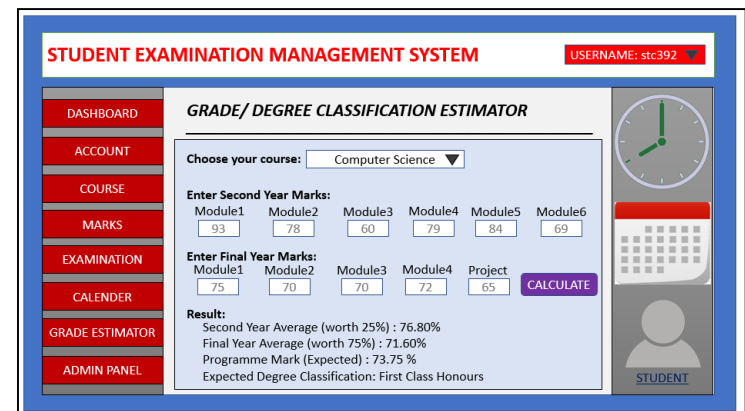 STUDENT EXAMINATION MANAGEMENT SYSTEM
USERNAME: stc392
DASHBOARD
ACCOUNT
COURSE
MARKS
EXAMINATION
CALENDER
GRADE ESTIMATOR
ADMIN PANEL
GRADE/ DEGREE CLASSIFICATION ESTIMATOR
Choose your course: Computer Science
Enter Second Year Marks:
Module1 Module2 Module3 Module4 Module5 Module6
93 78 60 79 84 69
Enter Final Year Marks:
Module1 Module2 Module3 Module4 Project
75 70 70 72 65 CALCULATE
Result:
Second Year Average (worth 25%) : 76.80%
Final Year Average (worth 75%) : 71.60%
Programme Mark (Expected) : 73.75 %
Expected Degree Classification: First Class Honours
STUDENT